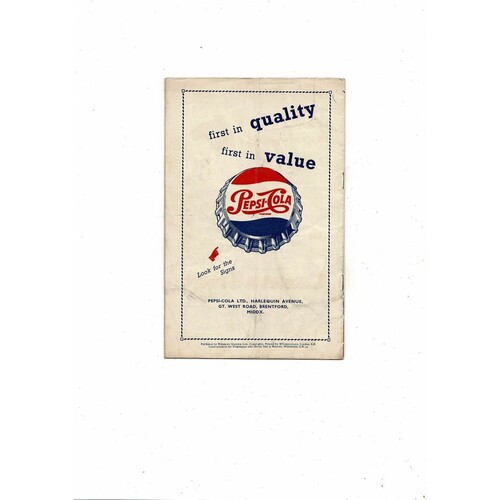 first in quality
first in value
PEPSI-COLA
Look for the
Signs
PEPSI-COLA LTD., HARLEQUIN AVENUE,
GT. WEST ROAD, BRENTFORD,
MIDDX.